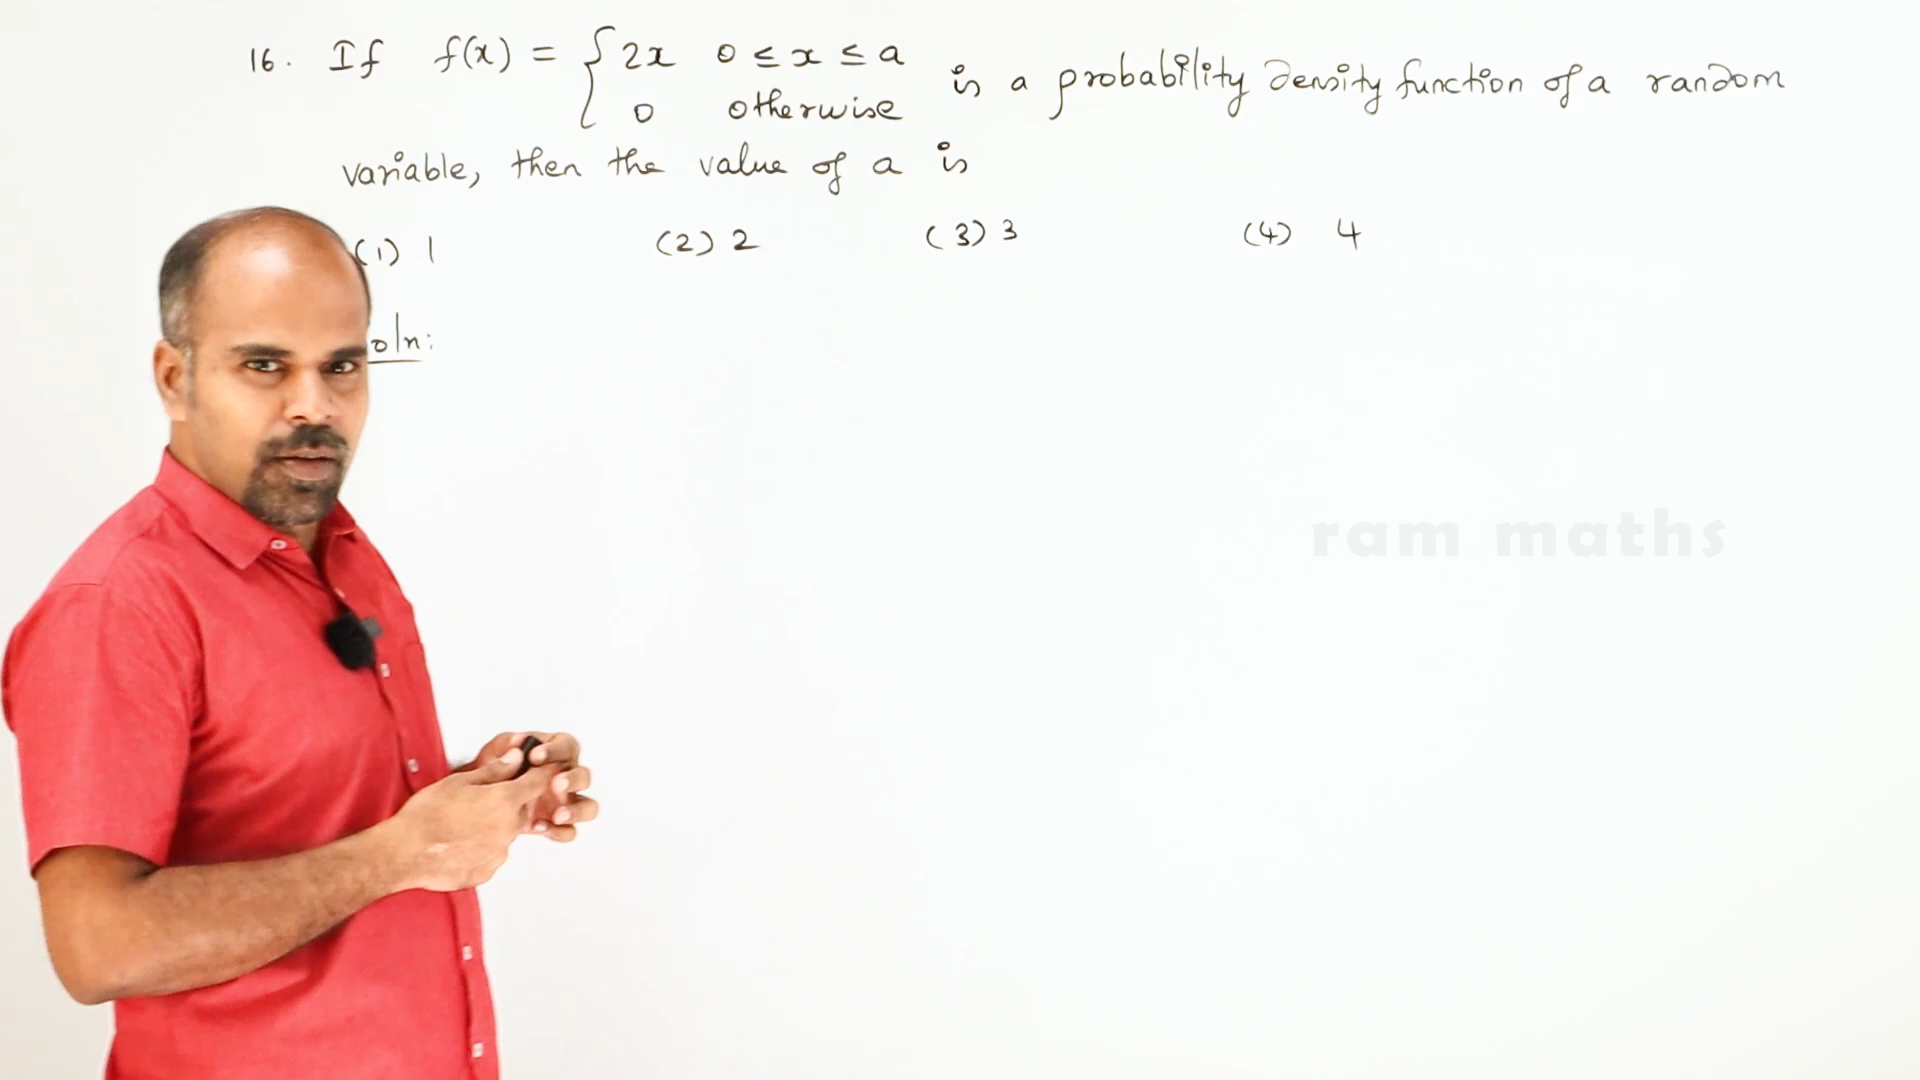 16. If f(x) = { 2x 0 ≤ x ≤ a
0 otherwise is a probability density function of a random
variable, then the value of a is
(1) 1 (2) 2 (3) 3 (4) 4
oln:
ram maths